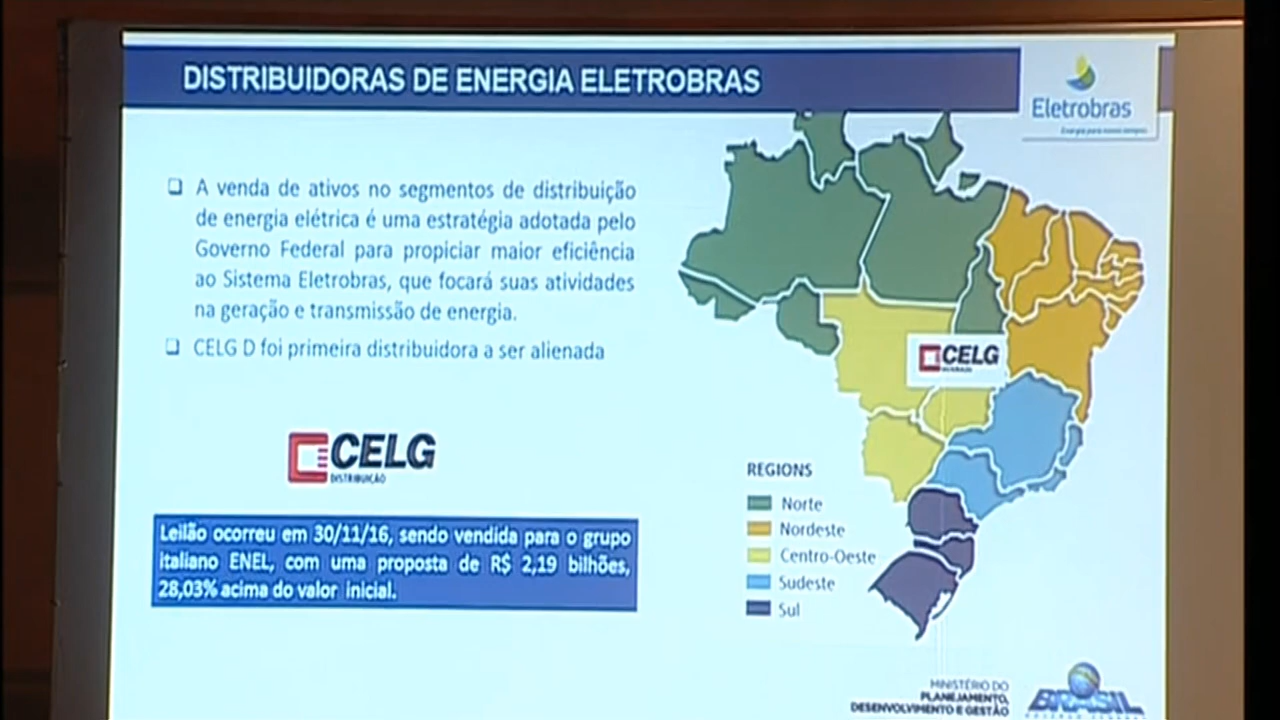 DISTRIBUIDORAS DE ENERGIA ELETROBRAS
Eletrobras
A venda de ativos no segmentos de distribuição
de energia elétrica é uma estratégia adotada pelo
Governo Federal para propiciar maior eficiência
ao Sistema Eletrobras, que focará suas atividades
na geração e transmissão de energia.
CELG D foi primeira distribuidora a ser alienada
CELG
CELG
DISTRIBUIÇÃO
Leilão ocorreu em 30/11/16, sendo vendida para o grupo
italiano ENEL, com uma proposta de R$ 2,19 bilhões,
28,03% acima do valor inicial.
REGIONS
Norte
Nordeste
Centro-Oeste
Sudeste
Sul
MINISTÉRIO DO
PLANEJAMENTO,
DESENVOLVIMENTO E GESTÃO
BRASIL